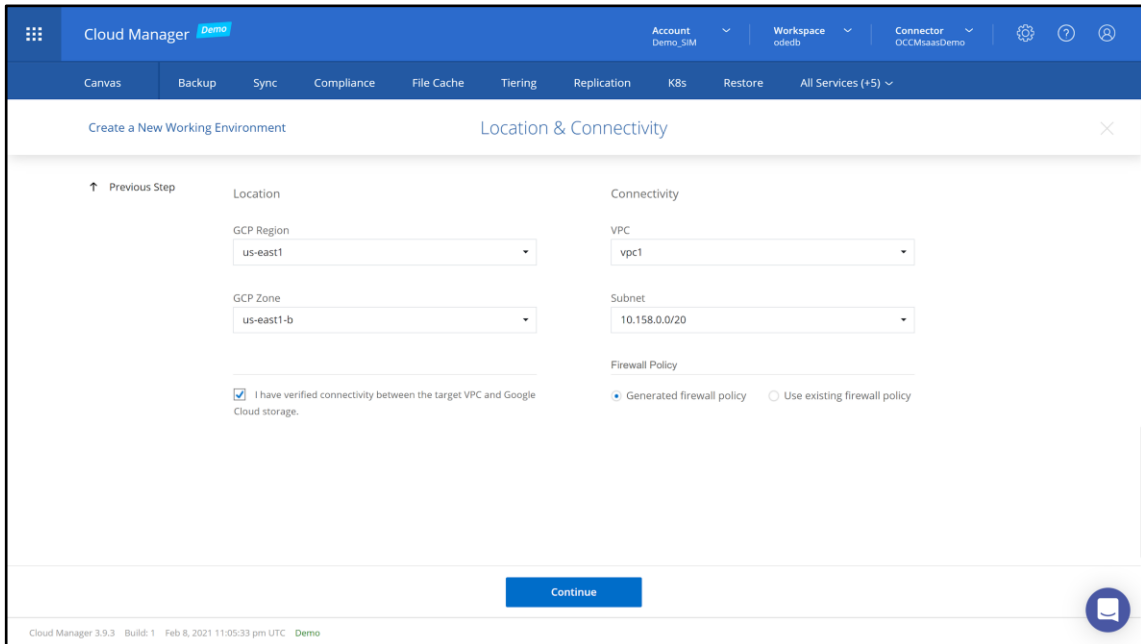 Cloud Manager Demo
Account
Demo_SIM
Workspace
odedb
Connector
OCCMsaasDemo
Canvas Backup Sync Compliance File Cache Tiering Replication K8s Restore All Services (+5)
Create a New Working Environment
Location & Connectivity
↑ Previous Step
Location
GCP Region
us-east1
GCP Zone
us-east1-b
I have verified connectivity between the target VPC and Google
Cloud storage.
Connectivity
VPC
vpc1
Subnet
10.158.0.0/20
Firewall Policy
Generated firewall policy Use existing firewall policy
Continue
Cloud Manager 3.9.3 Build: 1 Feb 8, 2021 11:05:33 pm UTC Demo